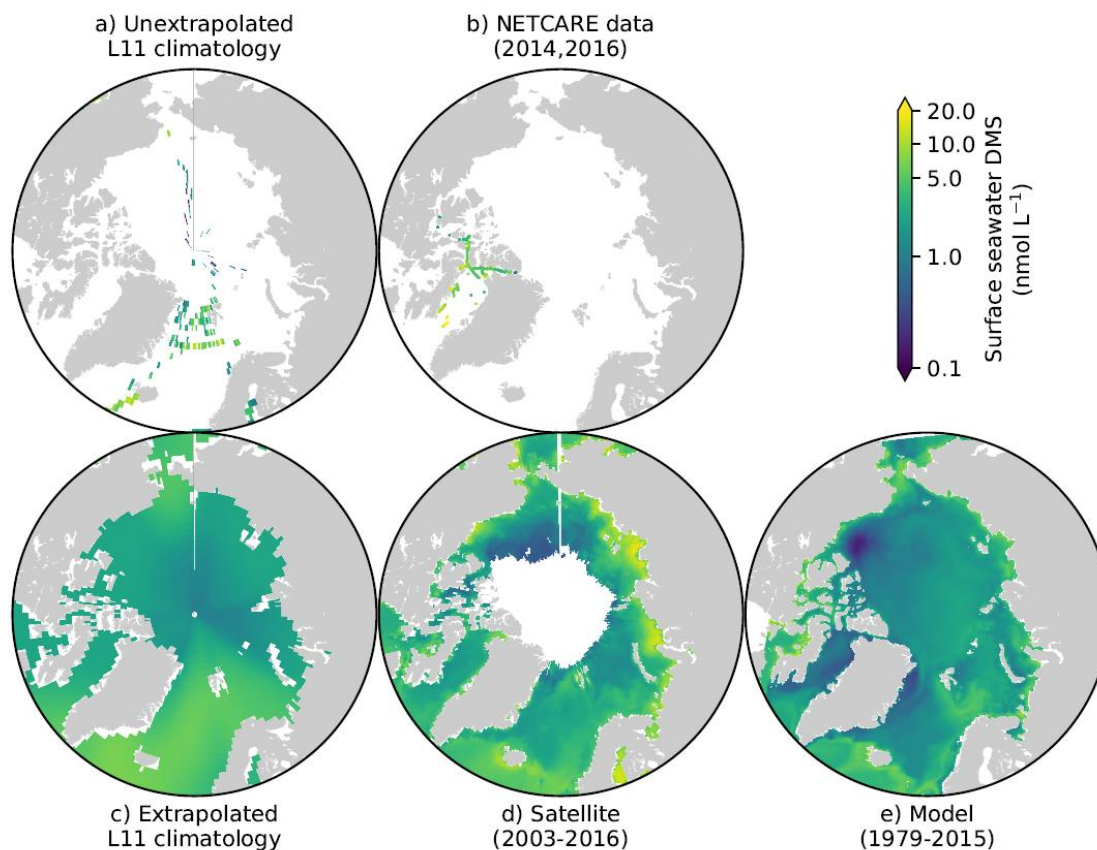 a) Unextrapolated
L11 climatology
b) NETCARE data
(2014,2016)
20.0
10.0
5.0
1.0
0.1
Surface seawater DMS
(nmol L⁻¹)
c) Extrapolated
L11 climatology
d) Satellite
(2003-2016)
e) Model
(1979-2015)